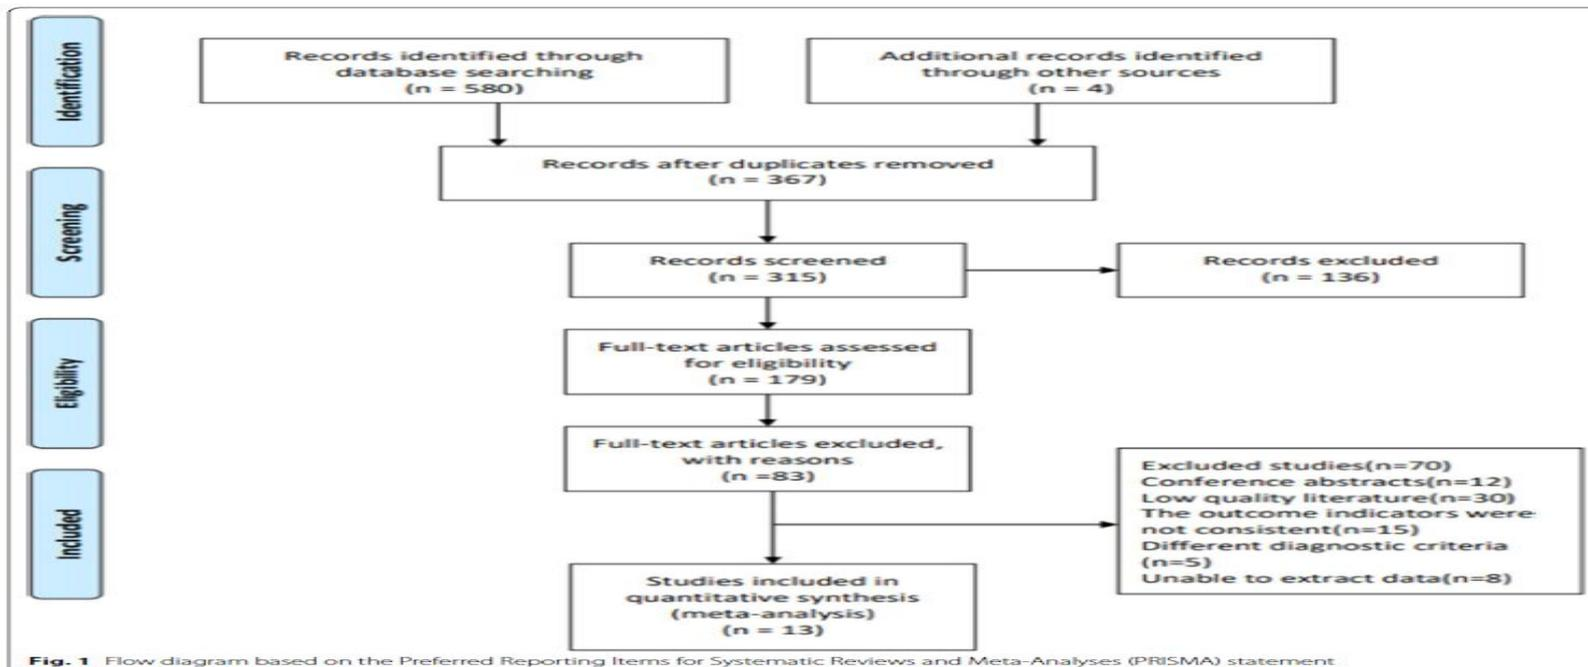 Identification
Records identified through
database searching
(n = 580)
Additional records identified
through other sources
(n = 4)
Records after duplicates removed
(n = 367)
Screening
Records screened
(n = 315)
Records excluded
(n = 136)
Eligibility
Full-text articles assessed
for eligibility
(n = 179)
Full-text articles excluded,
with reasons
(n =83)
Excluded studies(n=70)
Conference abstracts(n=12)
Low quality literature(n=30)
The outcome indicators were
not consistent(n=15)
Different diagnostic criteria
(n=5)
Unable to extract data(n=8)
Included
Studies included in
quantitative synthesis
(meta-analysis)
(n = 13)
Fig. 1 Flow diagram based on the Preferred Reporting Items for Systematic Reviews and Meta-Analyses (PRISMA) statement